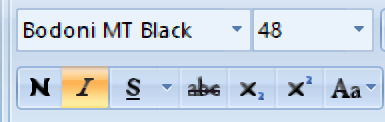 Bodoni MT Black 48
N I S abc X₂ X² Aa